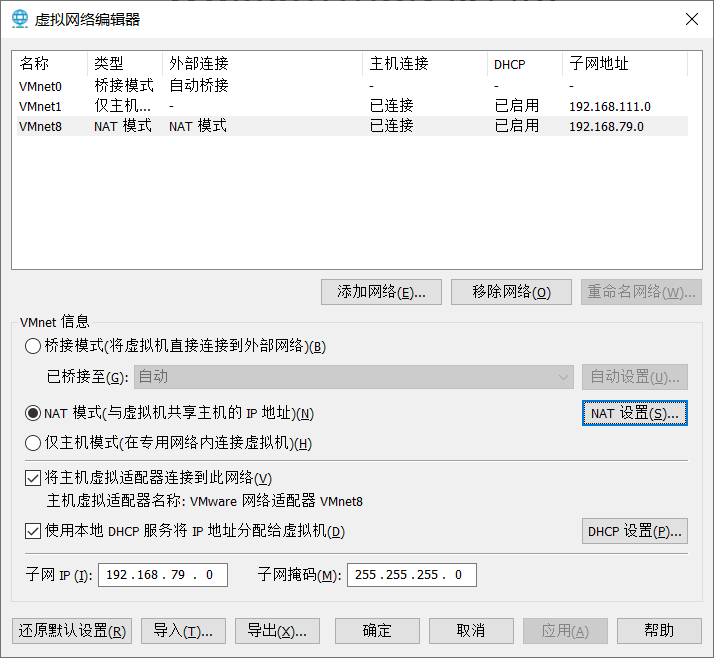 虚拟网络编辑器
名称 类型 外部连接 主机连接 DHCP 子网地址
VMnet0 桥接模式 自动桥接 - - -
VMnet1 仅主机... - 已连接 已启用 192.168.111.0
VMnet8 NAT 模式 NAT 模式 已连接 已启用 192.168.79.0
添加网络(E)... 移除网络(O) 重命名网络(W)...
VMnet 信息
桥接模式(将虚拟机直接连接到外部网络)(B)
已桥接至(G): 自动 自动设置(U)...
NAT 模式(与虚拟机共享主机的 IP 地址)(N) NAT 设置(S)...
仅主机模式(在专用网络内连接虚拟机)(H)
将主机虚拟适配器连接到此网络(V)
主机虚拟适配器名称: VMware 网络适配器 VMnet8
使用本地 DHCP 服务将 IP 地址分配给虚拟机(D) DHCP 设置(P)...
子网 IP (I): 192 .168 . 79 . 0 子网掩码(M): 255 .255 .255 . 0
还原默认设置(R) 导入(T)... 导出(X)... 确定 取消 应用(A) 帮助